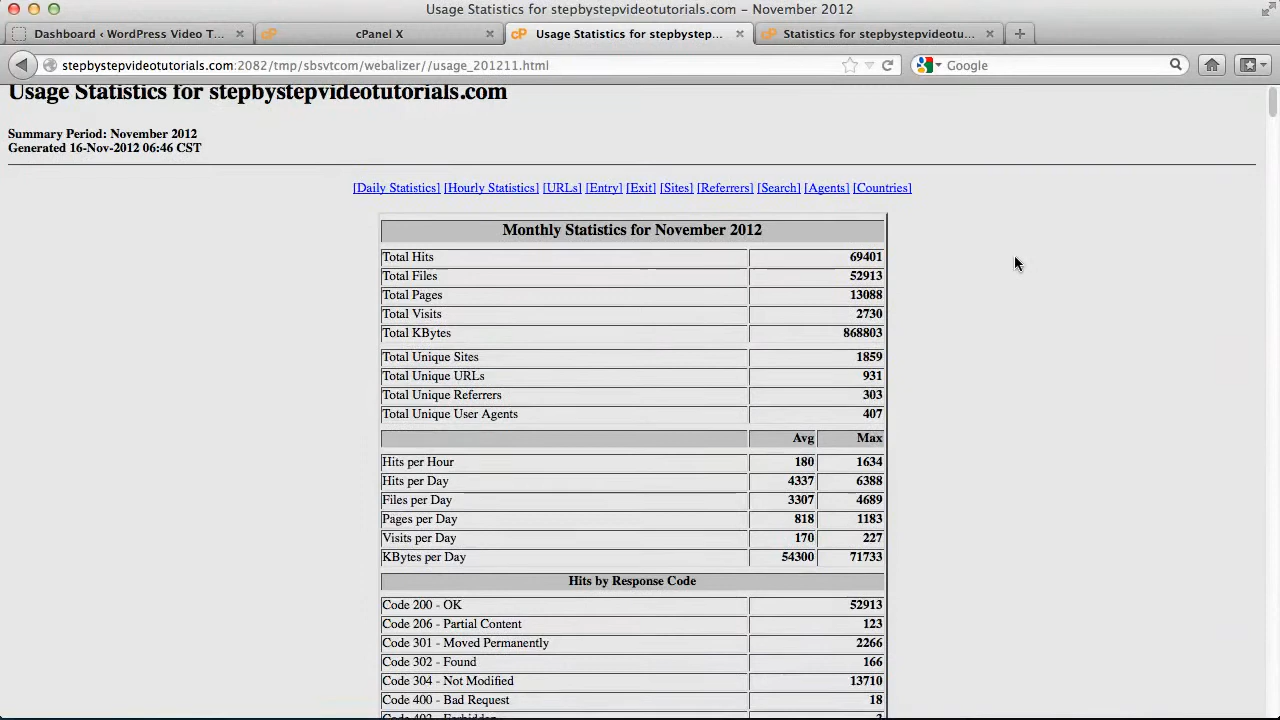 Usage Statistics for stepbystepvideotutorials.com – November 2012
Dashboard ‹ WordPress Video T...
cPanel X
Usage Statistics for stepbystep...
Statistics for stepbystepvideotu...
stepbystepvideotutorials.com:2082/tmp/sbsvtcom/webalizer//usage_201211.html
Google
Usage Statistics for stepbystepvideotutorials.com
Summary Period: November 2012
Generated 16-Nov-2012 06:46 CST
[Daily Statistics] [Hourly Statistics] [URLs] [Entry] [Exit] [Sites] [Referrers] [Search] [Agents] [Countries]
Monthly Statistics for November 2012
Total Hits 69401
Total Files 52913
Total Pages 13088
Total Visits 2730
Total KBytes 868803
Total Unique Sites 1859
Total Unique URLs 931
Total Unique Referrers 303
Total Unique User Agents 407
Avg Max
Hits per Hour 180 1634
Hits per Day 4337 6388
Files per Day 3307 4689
Pages per Day 818 1183
Visits per Day 170 227
KBytes per Day 54300 71733
Hits by Response Code
Code 200 - OK 52913
Code 206 - Partial Content 123
Code 301 - Moved Permanently 2266
Code 302 - Found 166
Code 304 - Not Modified 13710
Code 400 - Bad Request 18